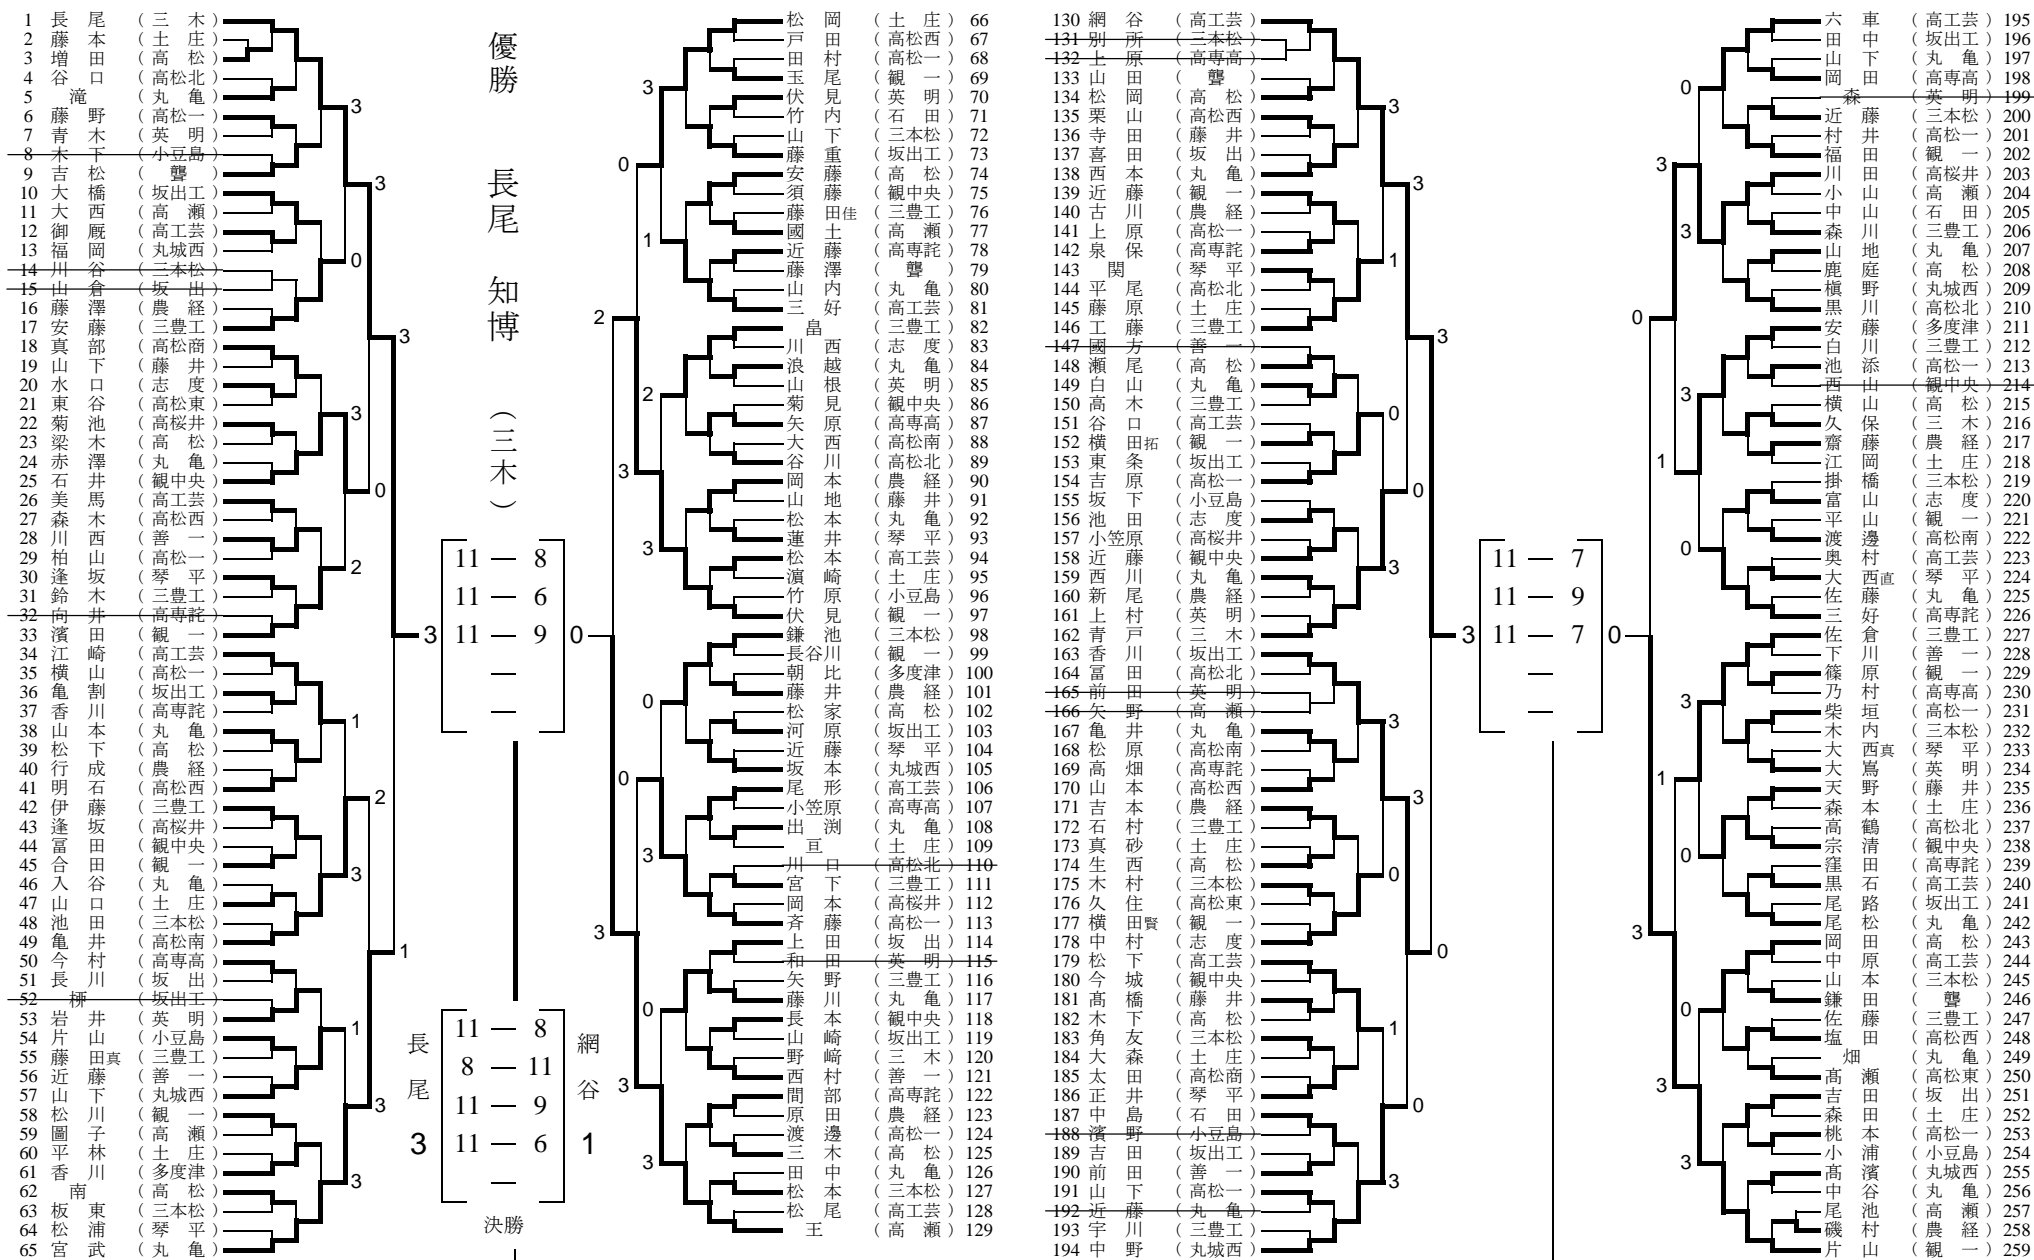 1 長尾 (三木)
2 藤本 (土庄)
3 増田 (高松)
4 谷口 (高松北)
5 滝 (丸亀)
6 藤野 (高松一)
7 青木 (英明)
8 木下 (小豆島)
9 吉松 (聾)
10 大橋 (坂出工)
11 大西 (高瀬)
12 御厩 (高工芸)
13 福岡 (丸城西)
14 川谷 (三本松)
15 山倉 (坂出)
16 藤澤 (農経)
17 安藤 (三豊工)
18 真部 (高松商)
19 山下 (藤井)
20 水口 (志度)
21 東谷 (高松東)
22 菊池 (高桜井)
23 梁木 (高松)
24 赤澤 (丸亀)
25 石井 (観中央)
26 美馬 (高工芸)
27 森木 (高松西)
28 川西 (善一)
29 柏山 (高松一)
30 逢坂 (琴平)
31 鈴木 (三豊工)
32 向井 (高専詫)
33 濱田 (観一)
34 江崎 (高工芸)
35 横山 (高松一)
36 亀割 (坂出工)
37 香川 (高専詫)
38 山本 (丸亀)
39 松下 (高松)
40 行成 (農経)
41 明石 (高松西)
42 伊藤 (三豊工)
43 逢坂 (高桜井)
44 冨田 (観中央)
45 合田 (観一)
46 入谷 (丸亀)
47 山口 (土庄)
48 池田 (三本松)
49 亀井 (高松南)
50 今村 (高専高)
51 長川 (坂出)
52 栁 (坂出工)
53 岩井 (英明)
54 片山 (小豆島)
55 藤田真 (三豊工)
56 近藤 (善一)
57 山下 (丸城西)
58 松川 (観一)
59 圖子 (高瀬)
60 平林 (土庄)
61 香川 (多度津)
62 南 (高松)
63 板東 (三本松)
64 松浦 (琴平)
65 宮武 (丸亀)
3
3
0
3
3
0
2
1
2
3
1
1
3
3
3
優勝 長尾 知博 (三木)
11 — 8
11 — 6
11 — 9
—
—
0
長尾 3
11 — 8
8 — 11
11 — 9
11 — 6
—
網谷 1
決勝
3
0
1
2
2
3
3
0
0
3
3
0
3
3
松岡 (土庄) 66
戸田 (高松西) 67
田村 (高松一) 68
玉尾 (観一) 69
伏見 (英明) 70
竹内 (石田) 71
山下 (三本松) 72
藤重 (坂出工) 73
安藤 (高松) 74
須藤 (観中央) 75
藤田佳 (三豊工) 76
國土 (高瀬) 77
近藤 (高専詫) 78
藤澤 (聾) 79
山内 (丸亀) 80
三好 (高工芸) 81
畠 (三豊工) 82
川西 (志度) 83
浪越 (丸亀) 84
山根 (英明) 85
菊見 (観中央) 86
矢原 (高専高) 87
大西 (高松南) 88
谷川 (高松北) 89
岡本 (農経) 90
山地 (藤井) 91
松本 (丸亀) 92
蓮井 (琴平) 93
松本 (高工芸) 94
濵崎 (土庄) 95
竹原 (小豆島) 96
伏見 (観一) 97
鎌池 (三本松) 98
長谷川 (観一) 99
朝比 (多度津) 100
藤井 (農経) 101
松家 (高松) 102
河原 (坂出工) 103
近藤 (琴平) 104
坂本 (丸城西) 105
尾形 (高工芸) 106
小笠原 (高専高) 107
出渕 (丸亀) 108
亘 (土庄) 109
川口 (高松北) 110
宮下 (三豊工) 111
岡本 (高桜井) 112
斉藤 (高松一) 113
上田 (坂出) 114
和田 (英明) 115
矢野 (三豊工) 116
藤川 (丸亀) 117
長本 (観中央) 118
山崎 (坂出工) 119
野﨑 (三木) 120
西村 (善一) 121
間部 (高専詫) 122
原田 (農経) 123
渡邊 (高松一) 124
三木 (高松) 125
田中 (丸亀) 126
松本 (三本松) 127
松尾 (高工芸) 128
王 (高瀬) 129
130 網谷 (高工芸)
131 別所 (三本松)
132 上原 (高専高)
133 山田 (聾)
134 松岡 (高松)
135 栗山 (高松西)
136 寺田 (藤井)
137 喜田 (坂出)
138 西本 (丸亀)
139 近藤 (観一)
140 古川 (農経)
141 上原 (高松一)
142 泉保 (高専詫)
143 関 (琴平)
144 平尾 (高松北)
145 藤原 (土庄)
146 工藤 (三豊工)
147 國方 (善一)
148 瀬尾 (高松)
149 白山 (丸亀)
150 高木 (三豊工)
151 谷口 (高工芸)
152 横田拓 (観一)
153 東条 (坂出工)
154 吉原 (高松一)
155 坂下 (小豆島)
156 池田 (志度)
157 小笠原 (高桜井)
158 近藤 (観中央)
159 西川 (丸亀)
160 新尾 (農経)
161 上村 (英明)
162 青戸 (三木)
163 香川 (坂出工)
164 冨田 (高松北)
165 前田 (英明)
166 矢野 (高瀬)
167 亀井 (丸亀)
168 松原 (高松南)
169 高畑 (高専詫)
170 山本 (高松西)
171 吉本 (農経)
172 石村 (三豊工)
173 真砂 (土庄)
174 生西 (高松)
175 木村 (三本松)
176 久住 (高松東)
177 横田賢 (観一)
178 中村 (志度)
179 松下 (高工芸)
180 今城 (観中央)
181 髙橋 (藤井)
182 木下 (高松)
183 角友 (三本松)
184 大森 (土庄)
185 太田 (高松商)
186 正井 (琴平)
187 中島 (石田)
188 濱野 (小豆島)
189 吉田 (坂出工)
190 前田 (善一)
191 山下 (高松一)
192 近藤 (丸亀)
193 宇川 (三豊工)
194 中野 (丸城西)
3
3
1
3
0
0
3
3
3
3
0
0
1
0
3
11 — 7
11 — 9
11 — 7
—
—
0
0
3
3
0
3
1
0
3
1
0
3
0
3
3
六車 (高工芸) 195
田中 (坂出工) 196
山下 (丸亀) 197
岡田 (高専高) 198
森 (英明) 199
近藤 (三本松) 200
村井 (高松一) 201
福田 (観一) 202
川田 (高桜井) 203
小山 (高瀬) 204
中山 (石田) 205
森川 (三豊工) 206
山地 (丸亀) 207
鹿庭 (高松) 208
槇野 (丸城西) 209
黒川 (高松北) 210
安藤 (多度津) 211
白川 (三豊工) 212
池添 (高松一) 213
西山 (観中央) 214
横山 (高松) 215
久保 (三木) 216
齋藤 (農経) 217
江岡 (土庄) 218
掛橋 (三本松) 219
富山 (志度) 220
平山 (観一) 221
渡邊 (高松南) 222
奥村 (高工芸) 223
大西直 (琴平) 224
佐藤 (丸亀) 225
三好 (高専詫) 226
佐倉 (三豊工) 227
下川 (善一) 228
篠原 (観一) 229
乃村 (高専高) 230
柴垣 (高松一) 231
木内 (三本松) 232
大西真 (琴平) 233
大嶌 (英明) 234
天野 (藤井) 235
森本 (土庄) 236
高鶴 (高松北) 237
宗清 (観中央) 238
窪田 (高専詫) 239
黒石 (高工芸) 240
尾路 (坂出工) 241
尾松 (丸亀) 242
岡田 (高松) 243
中原 (高工芸) 244
山本 (三本松) 245
鎌田 (聾) 246
佐藤 (三豊工) 247
塩田 (高松西) 248
畑 (丸亀) 249
髙瀬 (高松東) 250
吉田 (坂出) 251
森田 (土庄) 252
桃本 (高松一) 253
小浦 (小豆島) 254
髙濱 (丸城西) 255
中谷 (丸亀) 256
尾池 (高瀬) 257
磯村 (農経) 258
片山 (観一) 259